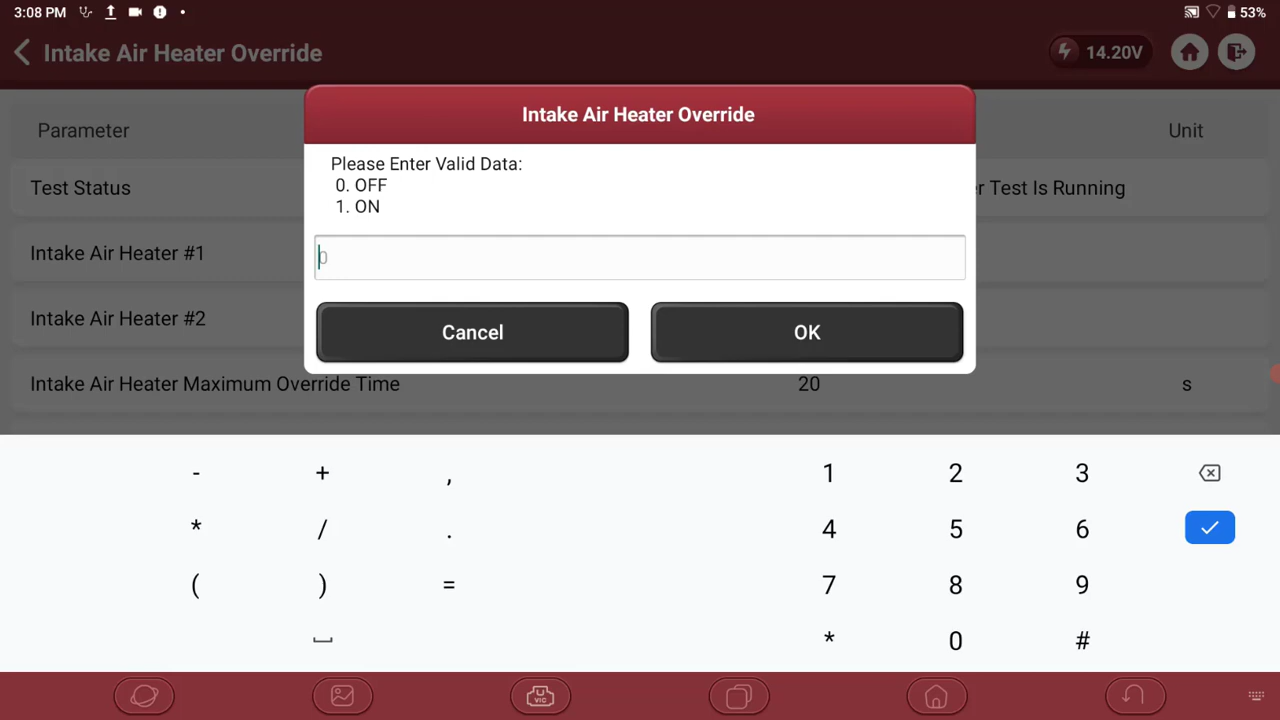 3:08 PM
53%
Intake Air Heater Override
14.20V
Intake Air Heater Override
Parameter
Unit
Please Enter Valid Data:
0. OFF
1. ON
Test Status
r Test Is Running
Intake Air Heater #1
0
Intake Air Heater #2
Cancel
OK
Intake Air Heater Maximum Override Time
20
s
- + , 1 2 3
* / . 4 5 6
( ) = 7 8 9
* 0 #
VIC